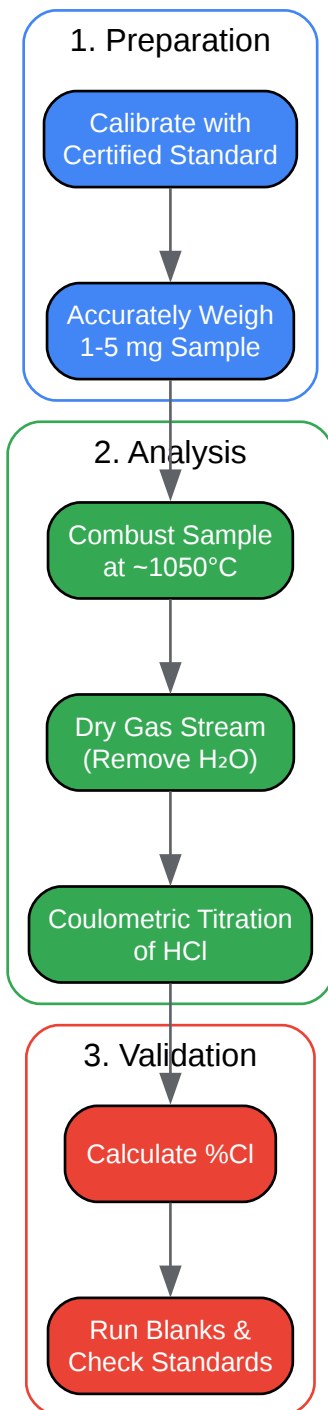 1. Preparation
Calibrate with
Certified Standard
Accurately Weigh
1-5 mg Sample
2. Analysis
Combust Sample
at ~1050°C
Dry Gas Stream
(Remove H₂O)
Coulometric Titration
of HCl
3. Validation
Calculate %Cl
Run Blanks &
Check Standards